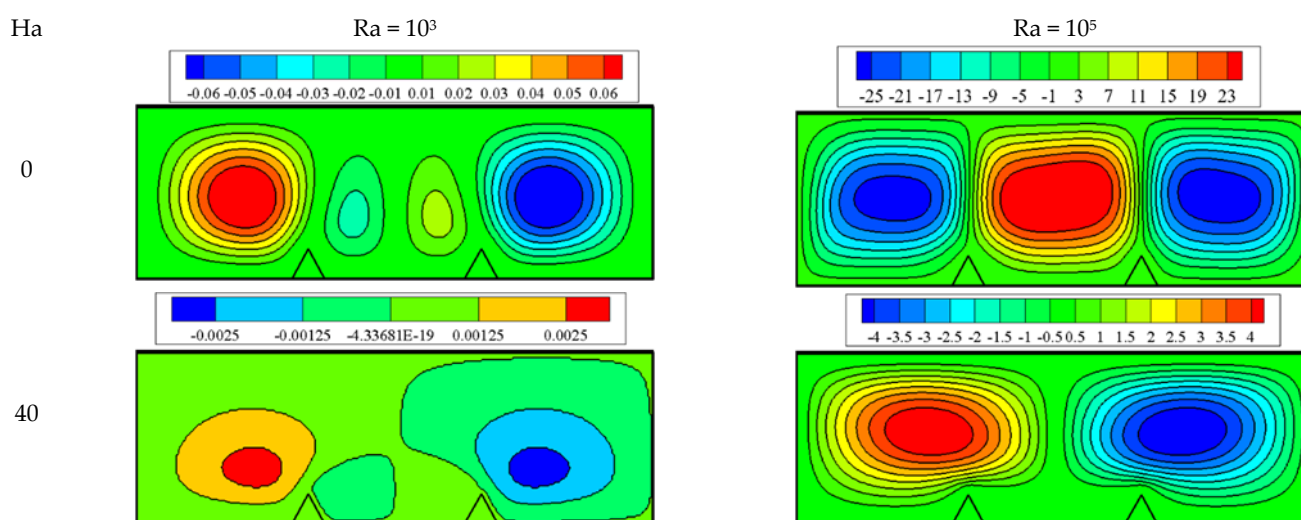 Ha Ra = 10³ Ra = 10⁵
-0.06 -0.05 -0.04 -0.03 -0.02 -0.01 0.01 0.02 0.03 0.04 0.05 0.06
-25 -21 -17 -13 -9 -5 -1 3 7 11 15 19 23
0
-0.0025 -0.00125 -4.33681E-19 0.00125 0.0025
-4 -3.5 -3 -2.5 -2 -1.5 -1 -0.5 0.5 1 1.5 2 2.5 3 3.5 4
40